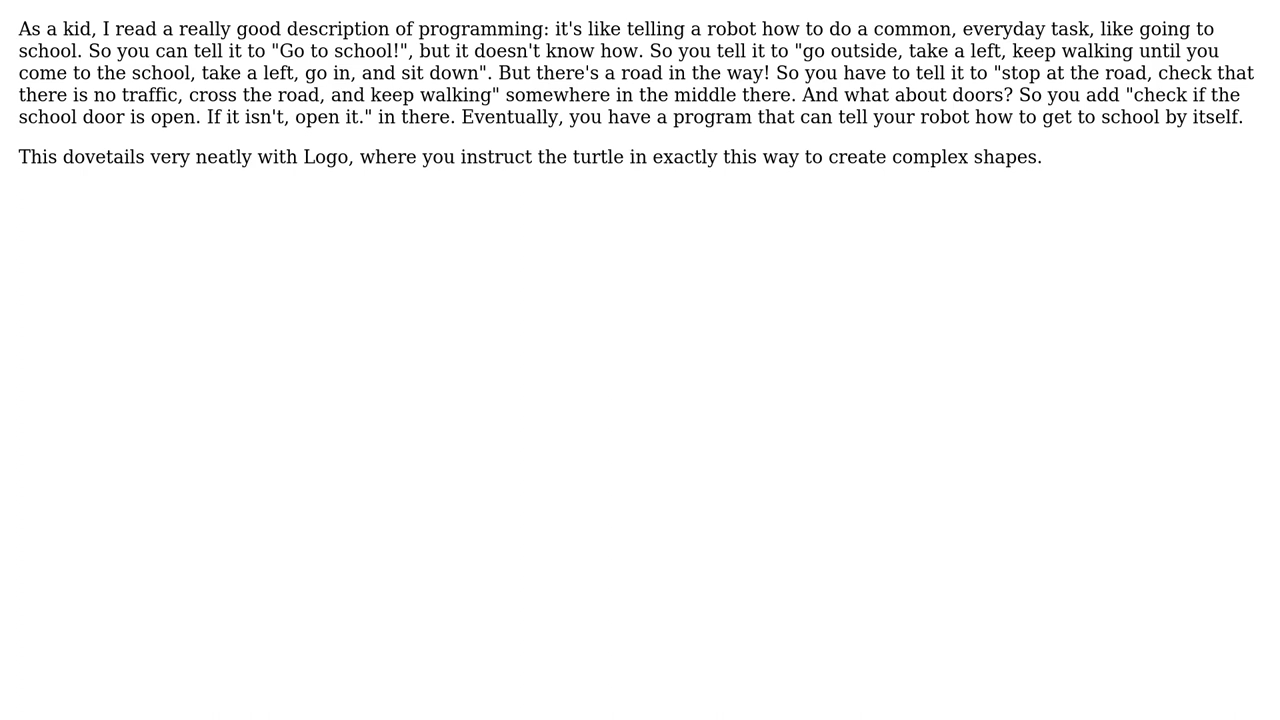 As a kid, I read a really good description of programming: it's like telling a robot how to do a common, everyday task, like going to
school. So you can tell it to "Go to school!", but it doesn't know how. So you tell it to "go outside, take a left, keep walking until you
come to the school, take a left, go in, and sit down". But there's a road in the way! So you have to tell it to "stop at the road, check that
there is no traffic, cross the road, and keep walking" somewhere in the middle there. And what about doors? So you add "check if the
school door is open. If it isn't, open it." in there. Eventually, you have a program that can tell your robot how to get to school by itself.
This dovetails very neatly with Logo, where you instruct the turtle in exactly this way to create complex shapes.